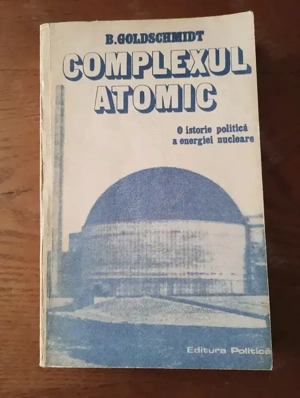 B. GOLDSCHMIDT
COMPLEXUL
ATOMIC
O istorie politică
a energiei nucleare
Editura Politică